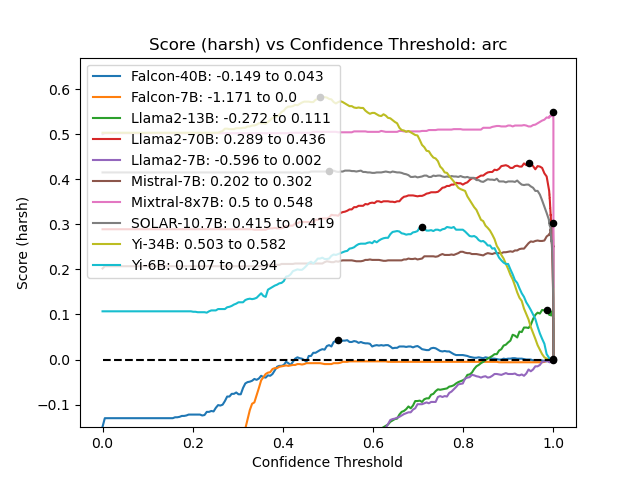 Score (harsh) vs Confidence Threshold: arc
Score (harsh)
0.6
0.5
0.4
0.3
0.2
0.1
0.0
−0.1
Falcon-40B: -0.149 to 0.043
Falcon-7B: -1.171 to 0.0
Llama2-13B: -0.272 to 0.111
Llama2-70B: 0.289 to 0.436
Llama2-7B: -0.596 to 0.002
Mistral-7B: 0.202 to 0.302
Mixtral-8x7B: 0.5 to 0.548
SOLAR-10.7B: 0.415 to 0.419
Yi-34B: 0.503 to 0.582
Yi-6B: 0.107 to 0.294
0.0 0.2 0.4 0.6 0.8 1.0
Confidence Threshold